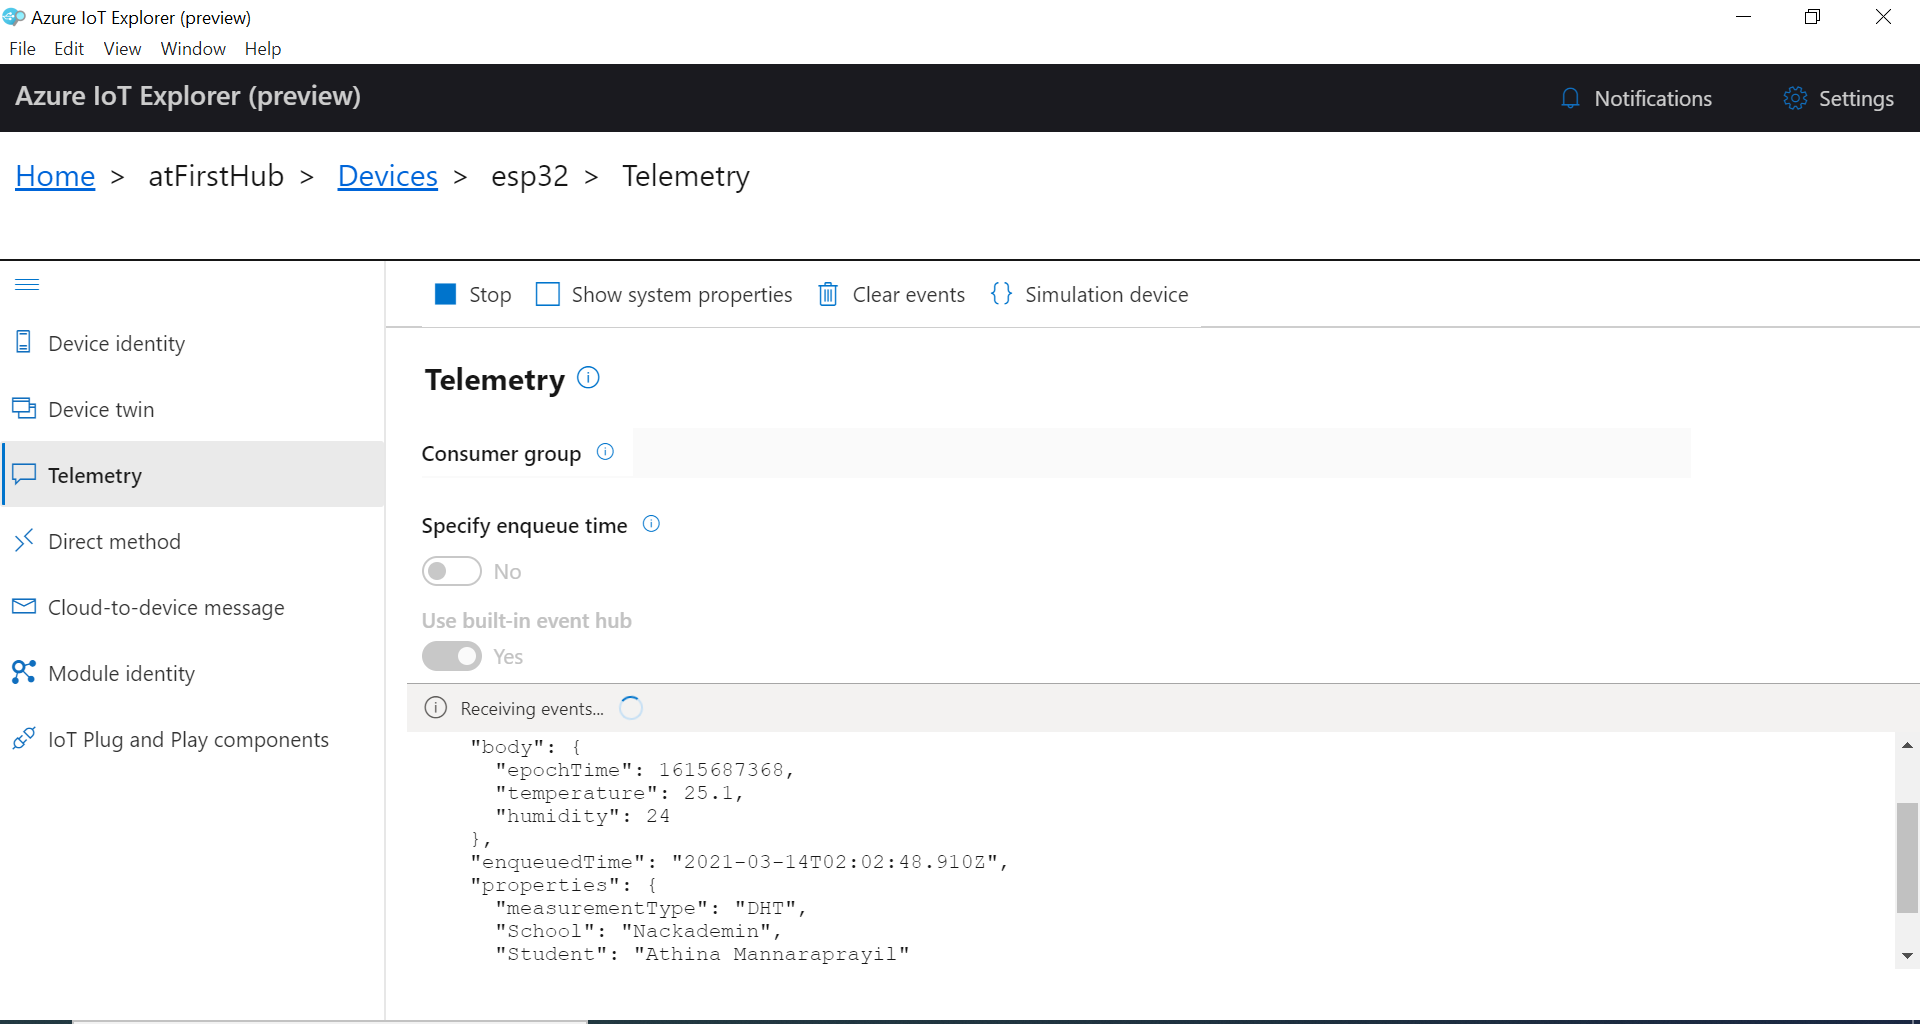 Azure IoT Explorer (preview)
File Edit View Window Help
Azure IoT Explorer (preview)
Notifications
Settings
Home > atFirstHub > Devices > esp32 > Telemetry
Stop
Show system properties
Clear events
{} Simulation device
Device identity
Device twin
Telemetry
Direct method
Cloud-to-device message
Module identity
IoT Plug and Play components
Telemetry
Consumer group
Specify enqueue time
No
Use built-in event hub
Yes
Receiving events...
"body": {
"epochTime": 1615687368,
"temperature": 25.1,
"humidity": 24
},
"enqueuedTime": "2021-03-14T02:02:48.910Z",
"properties": {
"measurementType": "DHT",
"School": "Nackademin",
"Student": "Athina Mannaraprayil"